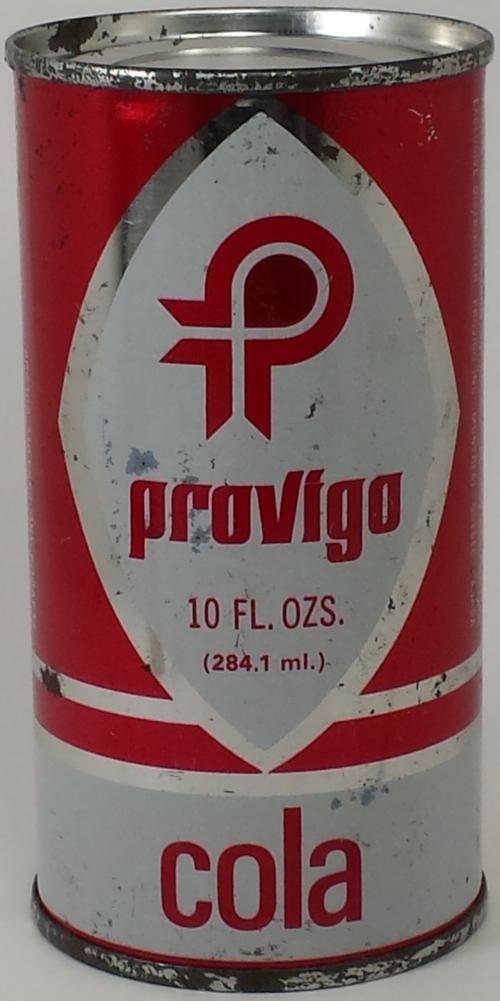 provigo
10 FL. OZS.
(284.1 ml.)
cola